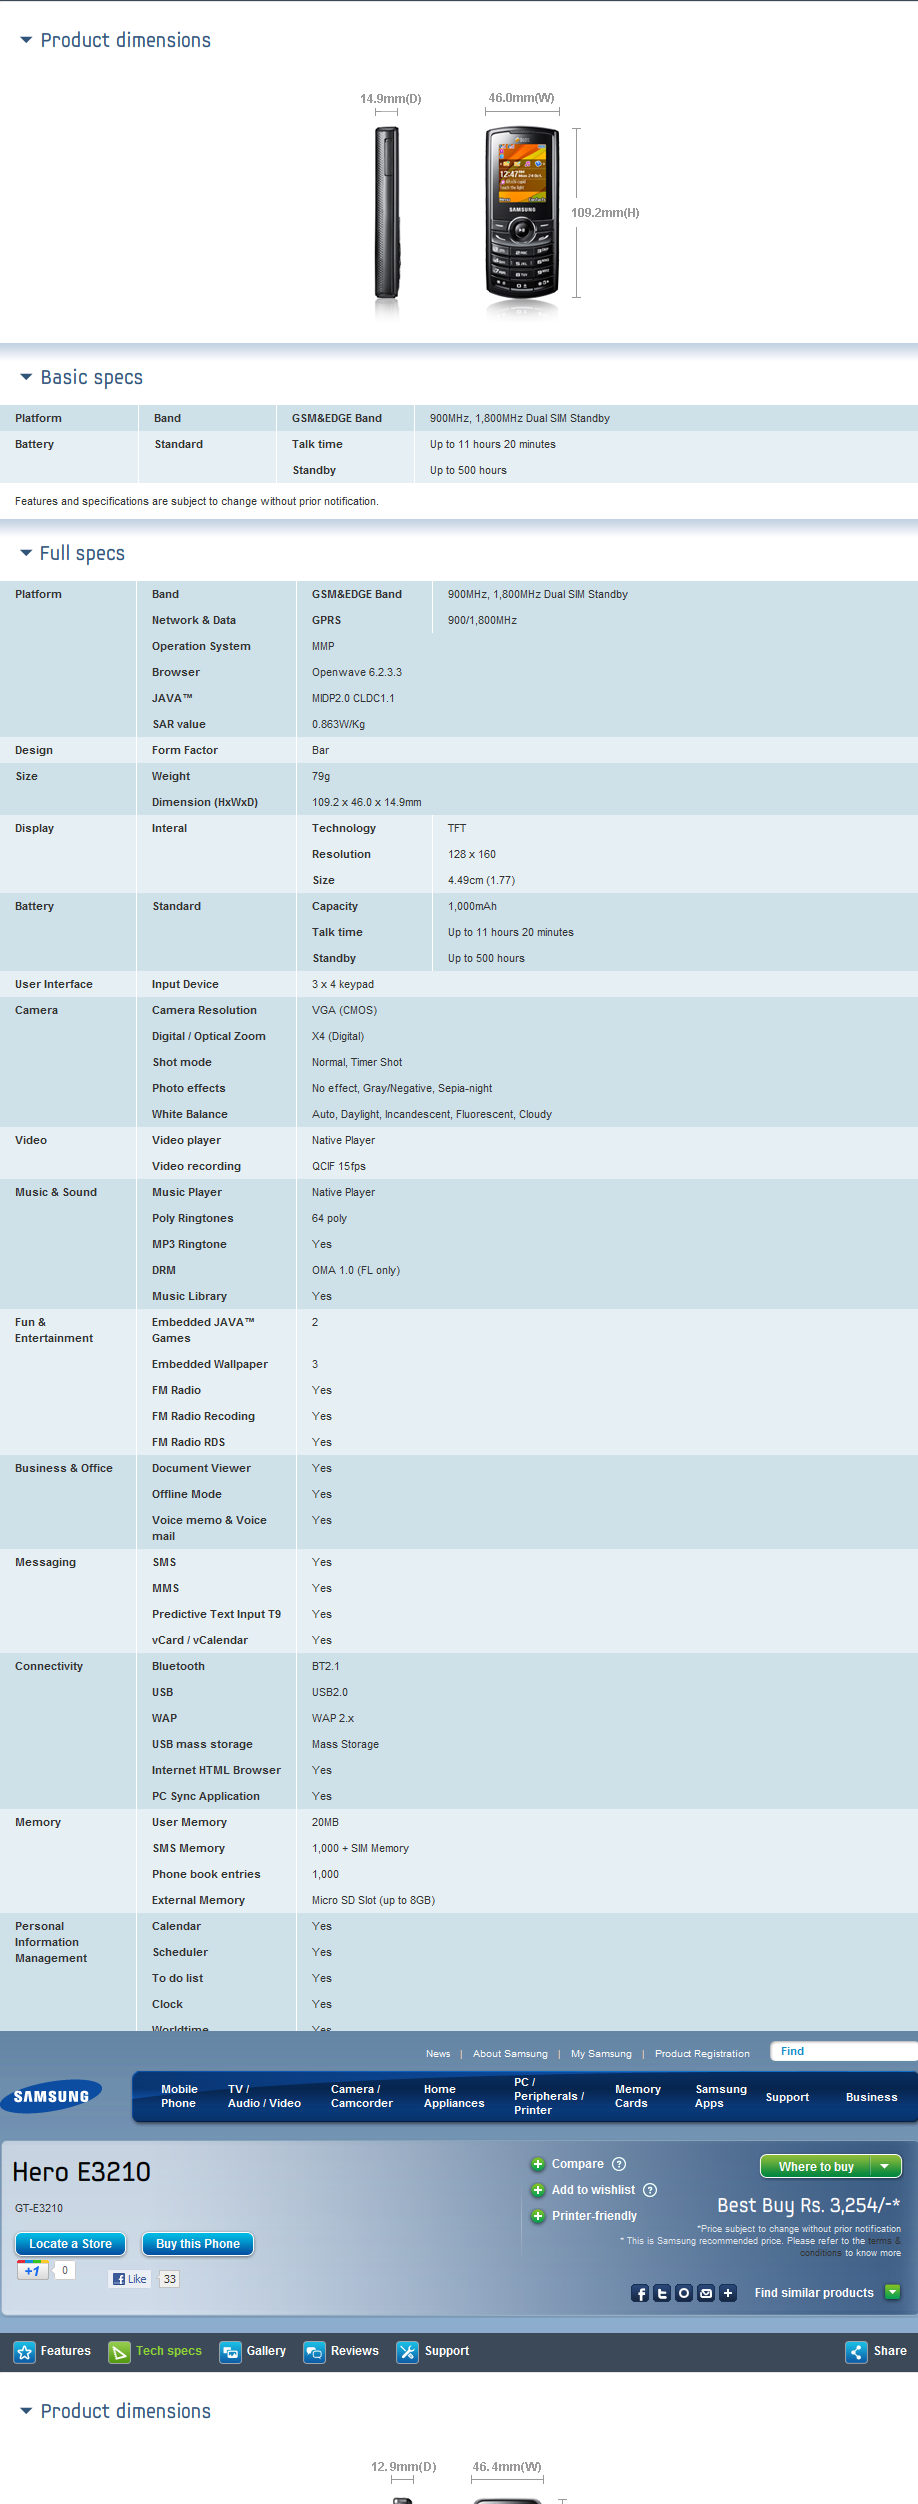 Product dimensions
14.9mm(D) 46.0mm(W)
12:47
SAMSUNG
109.2mm(H)
Basic specs
Platform Band GSM&EDGE Band 900MHz, 1,800MHz Dual SIM Standby
Battery Standard Talk time Up to 11 hours 20 minutes
Standby Up to 500 hours
Features and specifications are subject to change without prior notification.
Full specs
Platform Band GSM&EDGE Band 900MHz, 1,800MHz Dual SIM Standby
Network & Data GPRS 900/1,800MHz
Operation System MMP
Browser Openwave 6.2.3.3
JAVA™ MIDP2.0 CLDC1.1
SAR value 0.863W/Kg
Design Form Factor Bar
Size Weight 79g
Dimension (HxWxD) 109.2 x 46.0 x 14.9mm
Display Interal Technology TFT
Resolution 128 x 160
Size 4.49cm (1.77)
Battery Standard Capacity 1,000mAh
Talk time Up to 11 hours 20 minutes
Standby Up to 500 hours
User Interface Input Device 3 x 4 keypad
Camera Camera Resolution VGA (CMOS)
Digital / Optical Zoom X4 (Digital)
Shot mode Normal, Timer Shot
Photo effects No effect, Gray/Negative, Sepia-night
White Balance Auto, Daylight, Incandescent, Fluorescent, Cloudy
Video Video player Native Player
Video recording QCIF 15fps
Music & Sound Music Player Native Player
Poly Ringtones 64 poly
MP3 Ringtone Yes
DRM OMA 1.0 (FL only)
Music Library Yes
Fun & Embedded JAVA™ 2
Entertainment Games
Embedded Wallpaper 3
FM Radio Yes
FM Radio Recoding Yes
FM Radio RDS Yes
Business & Office Document Viewer Yes
Offline Mode Yes
Voice memo & Voice Yes
mail
Messaging SMS Yes
MMS Yes
Predictive Text Input T9 Yes
vCard / vCalendar Yes
Connectivity Bluetooth BT2.1
USB USB2.0
WAP WAP 2.x
USB mass storage Mass Storage
Internet HTML Browser Yes
PC Sync Application Yes
Memory User Memory 20MB
SMS Memory 1,000 + SIM Memory
Phone book entries 1,000
External Memory Micro SD Slot (up to 8GB)
Personal Calendar Yes
Information
Management Scheduler Yes
To do list Yes
Clock Yes
Worldtime Yes
News | About Samsung | My Samsung | Product Registration Find
SAMSUNG
Mobile Phone
TV / Audio / Video
Camera / Camcorder
Home Appliances
PC / Peripherals / Printer
Memory Cards
Samsung Apps
Support
Business
Hero E3210
GT-E3210
Locate a Store Buy this Phone
+1 0 Like 33
Compare ?
Add to wishlist ?
Printer-friendly
Where to buy
Best Buy Rs. 3,254/-*
*Price subject to change without prior notification
* This is Samsung recommended price. Please refer to the terms &
conditions to know more
Find similar products
Features Tech specs Gallery Reviews Support Share
Product dimensions
12.9mm(D) 46.4mm(W)